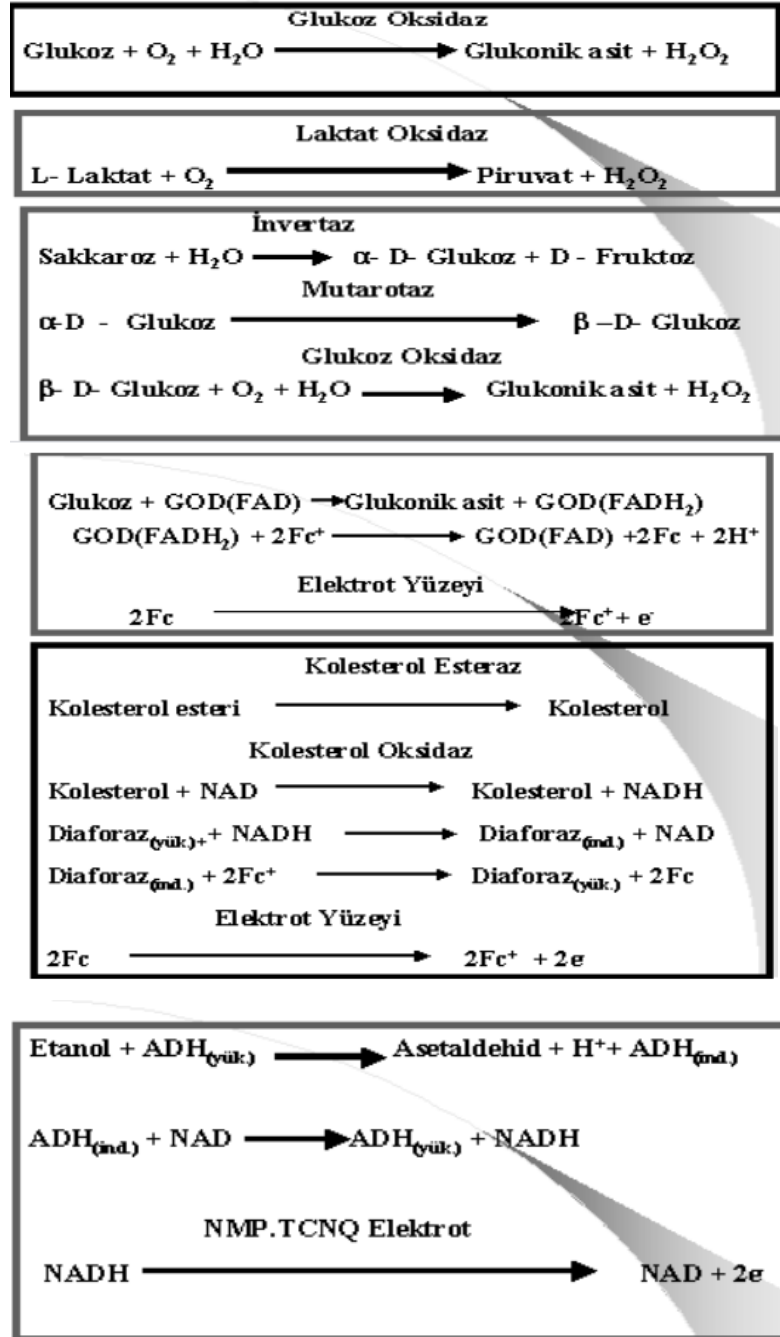 Glukoz Oksidaz
Glukoz + O₂ + H₂O → Glukonik asit + H₂O₂
Laktat Oksidaz
L- Laktat + O₂ → Piruvat + H₂O₂
İnvertaz
Sakkaroz + H₂O → α- D- Glukoz + D - Fruktoz
Mutarotaz
α-D - Glukoz → β –D- Glukoz
Glukoz Oksidaz
β- D- Glukoz + O₂ + H₂O → Glukonik asit + H₂O₂
Glukoz + GOD(FAD) → Glukonik asit + GOD(FADH₂)
GOD(FADH₂) + 2Fc⁺ → GOD(FAD) +2Fc + 2H⁺
Elektrot Yüzeyi
2Fc → 2Fc⁺ + e⁻
Kolesterol Esteraz
Kolesterol esteri → Kolesterol
Kolesterol Oksidaz
Kolesterol + NAD → Kolesterol + NADH
Diaforaz(yük.)+ + NADH → Diaforaz(ind.) + NAD
Diaforaz(ind.) + 2Fc⁺ → Diaforaz(yük.) + 2Fc
Elektrot Yüzeyi
2Fc → 2Fc⁺ + 2e⁻
Etanol + ADH(yük.) → Asetaldehid + H⁺ + ADH(ind.)
ADH(ind.) + NAD → ADH(yük.) + NADH
NMP.TCNQ Elektrot
NADH → NAD + 2e⁻